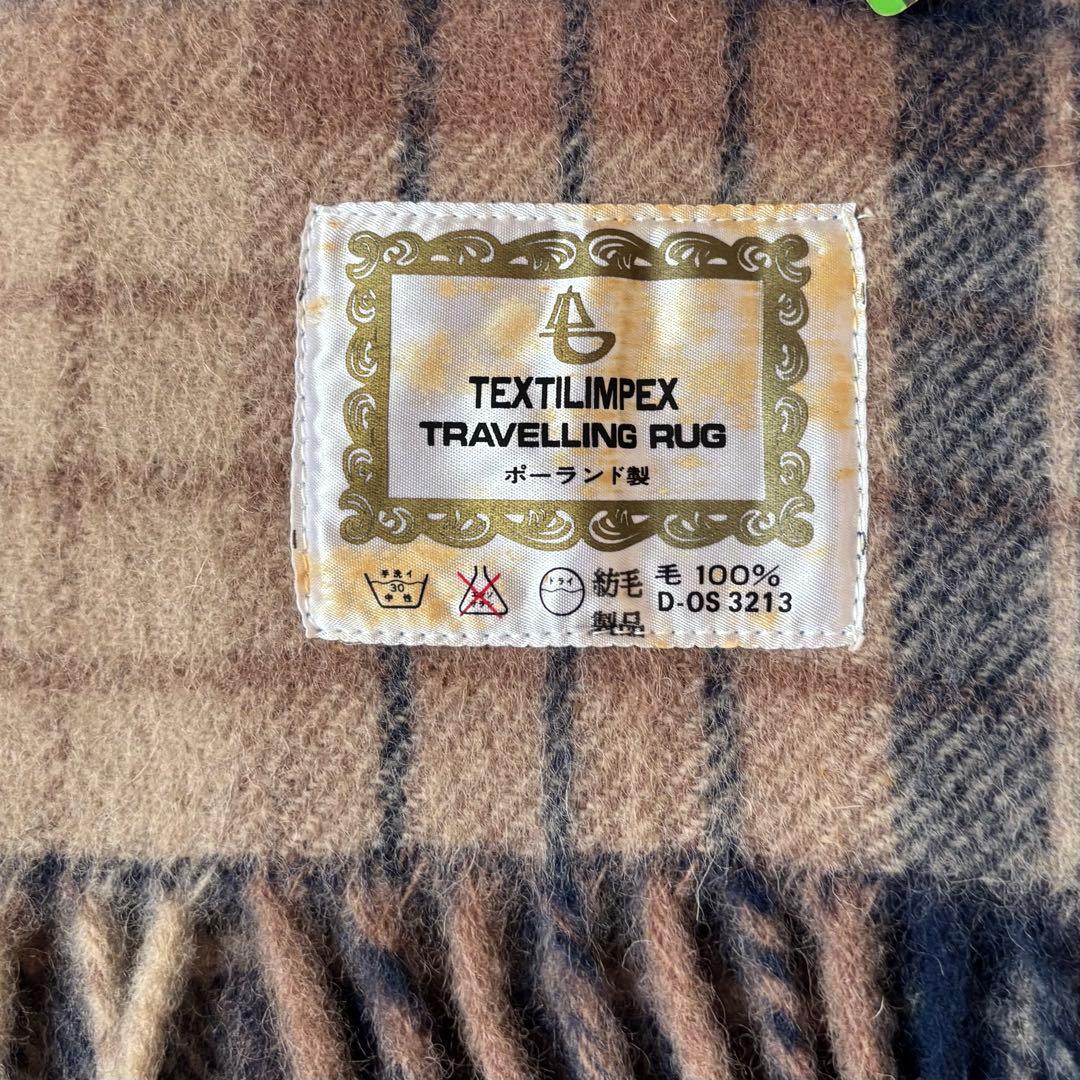 TEXTILIMPEX
TRAVELLING RUG
ポーランド製
手洗イ
30
中性
ドライ
紡毛
製品
毛 100%
D-OS 3213